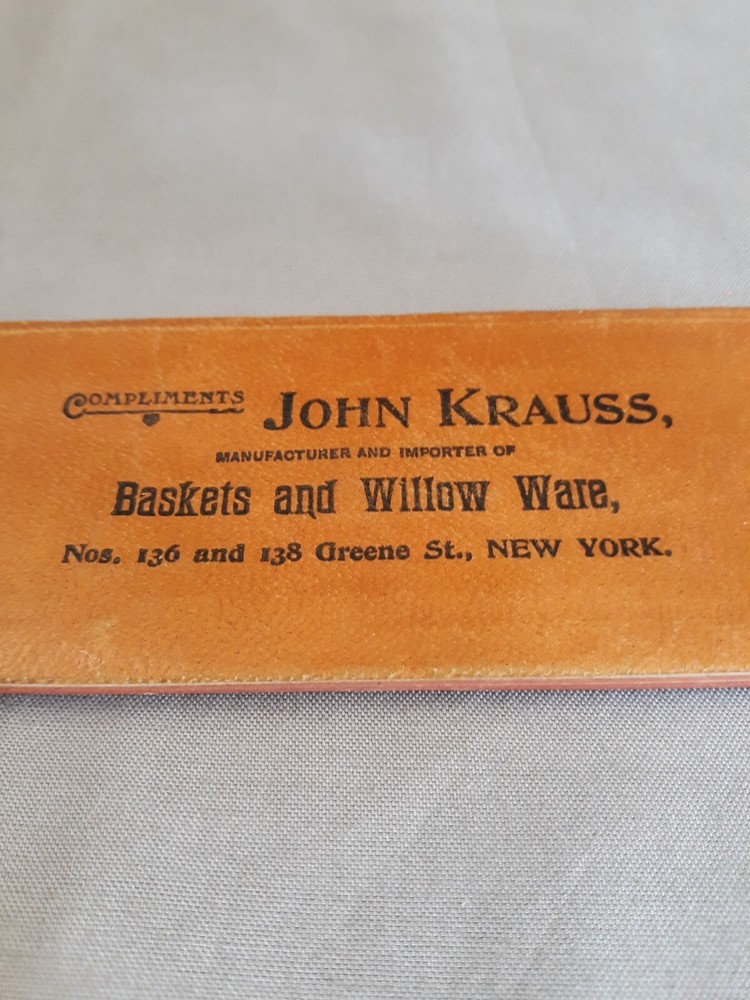 COMPLIMENTS JOHN KRAUSS,
MANUFACTURER AND IMPORTER OF
Baskets and Willow Ware,
Nos. 136 and 138 Greene St., NEW YORK.